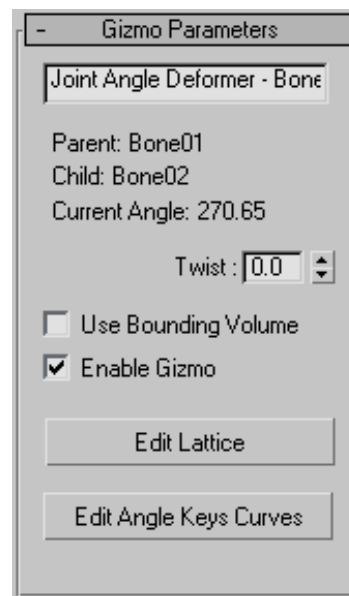 - Gizmo Parameters
Joint Angle Deformer - Bone
Parent: Bone01
Child: Bone02
Current Angle: 270.65
Twist : 0.0
Use Bounding Volume
Enable Gizmo
Edit Lattice
Edit Angle Keys Curves